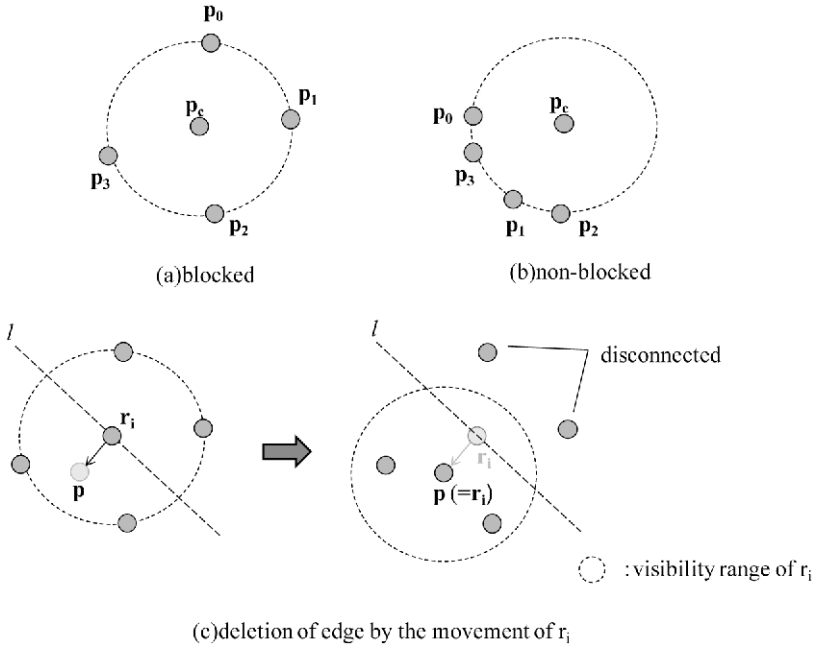 p0
pc
p1
p3
p2
(a)blocked
pc
p0
p3
p1
p2
(b)non-blocked
l
ri
p
l
disconnected
ri
p (=ri)
:visibility range of ri
(c)deletion of edge by the movement of ri